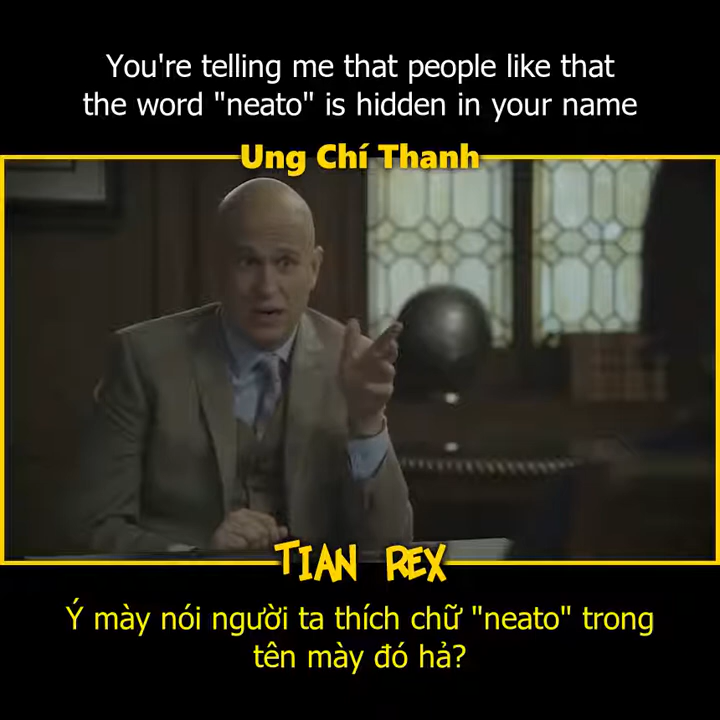 You're telling me that people like that
the word "neato" is hidden in your name
Ung Chí Thanh
TIAN REX
Ý mày nói người ta thích chữ "neato" trong
tên mày đó hả?